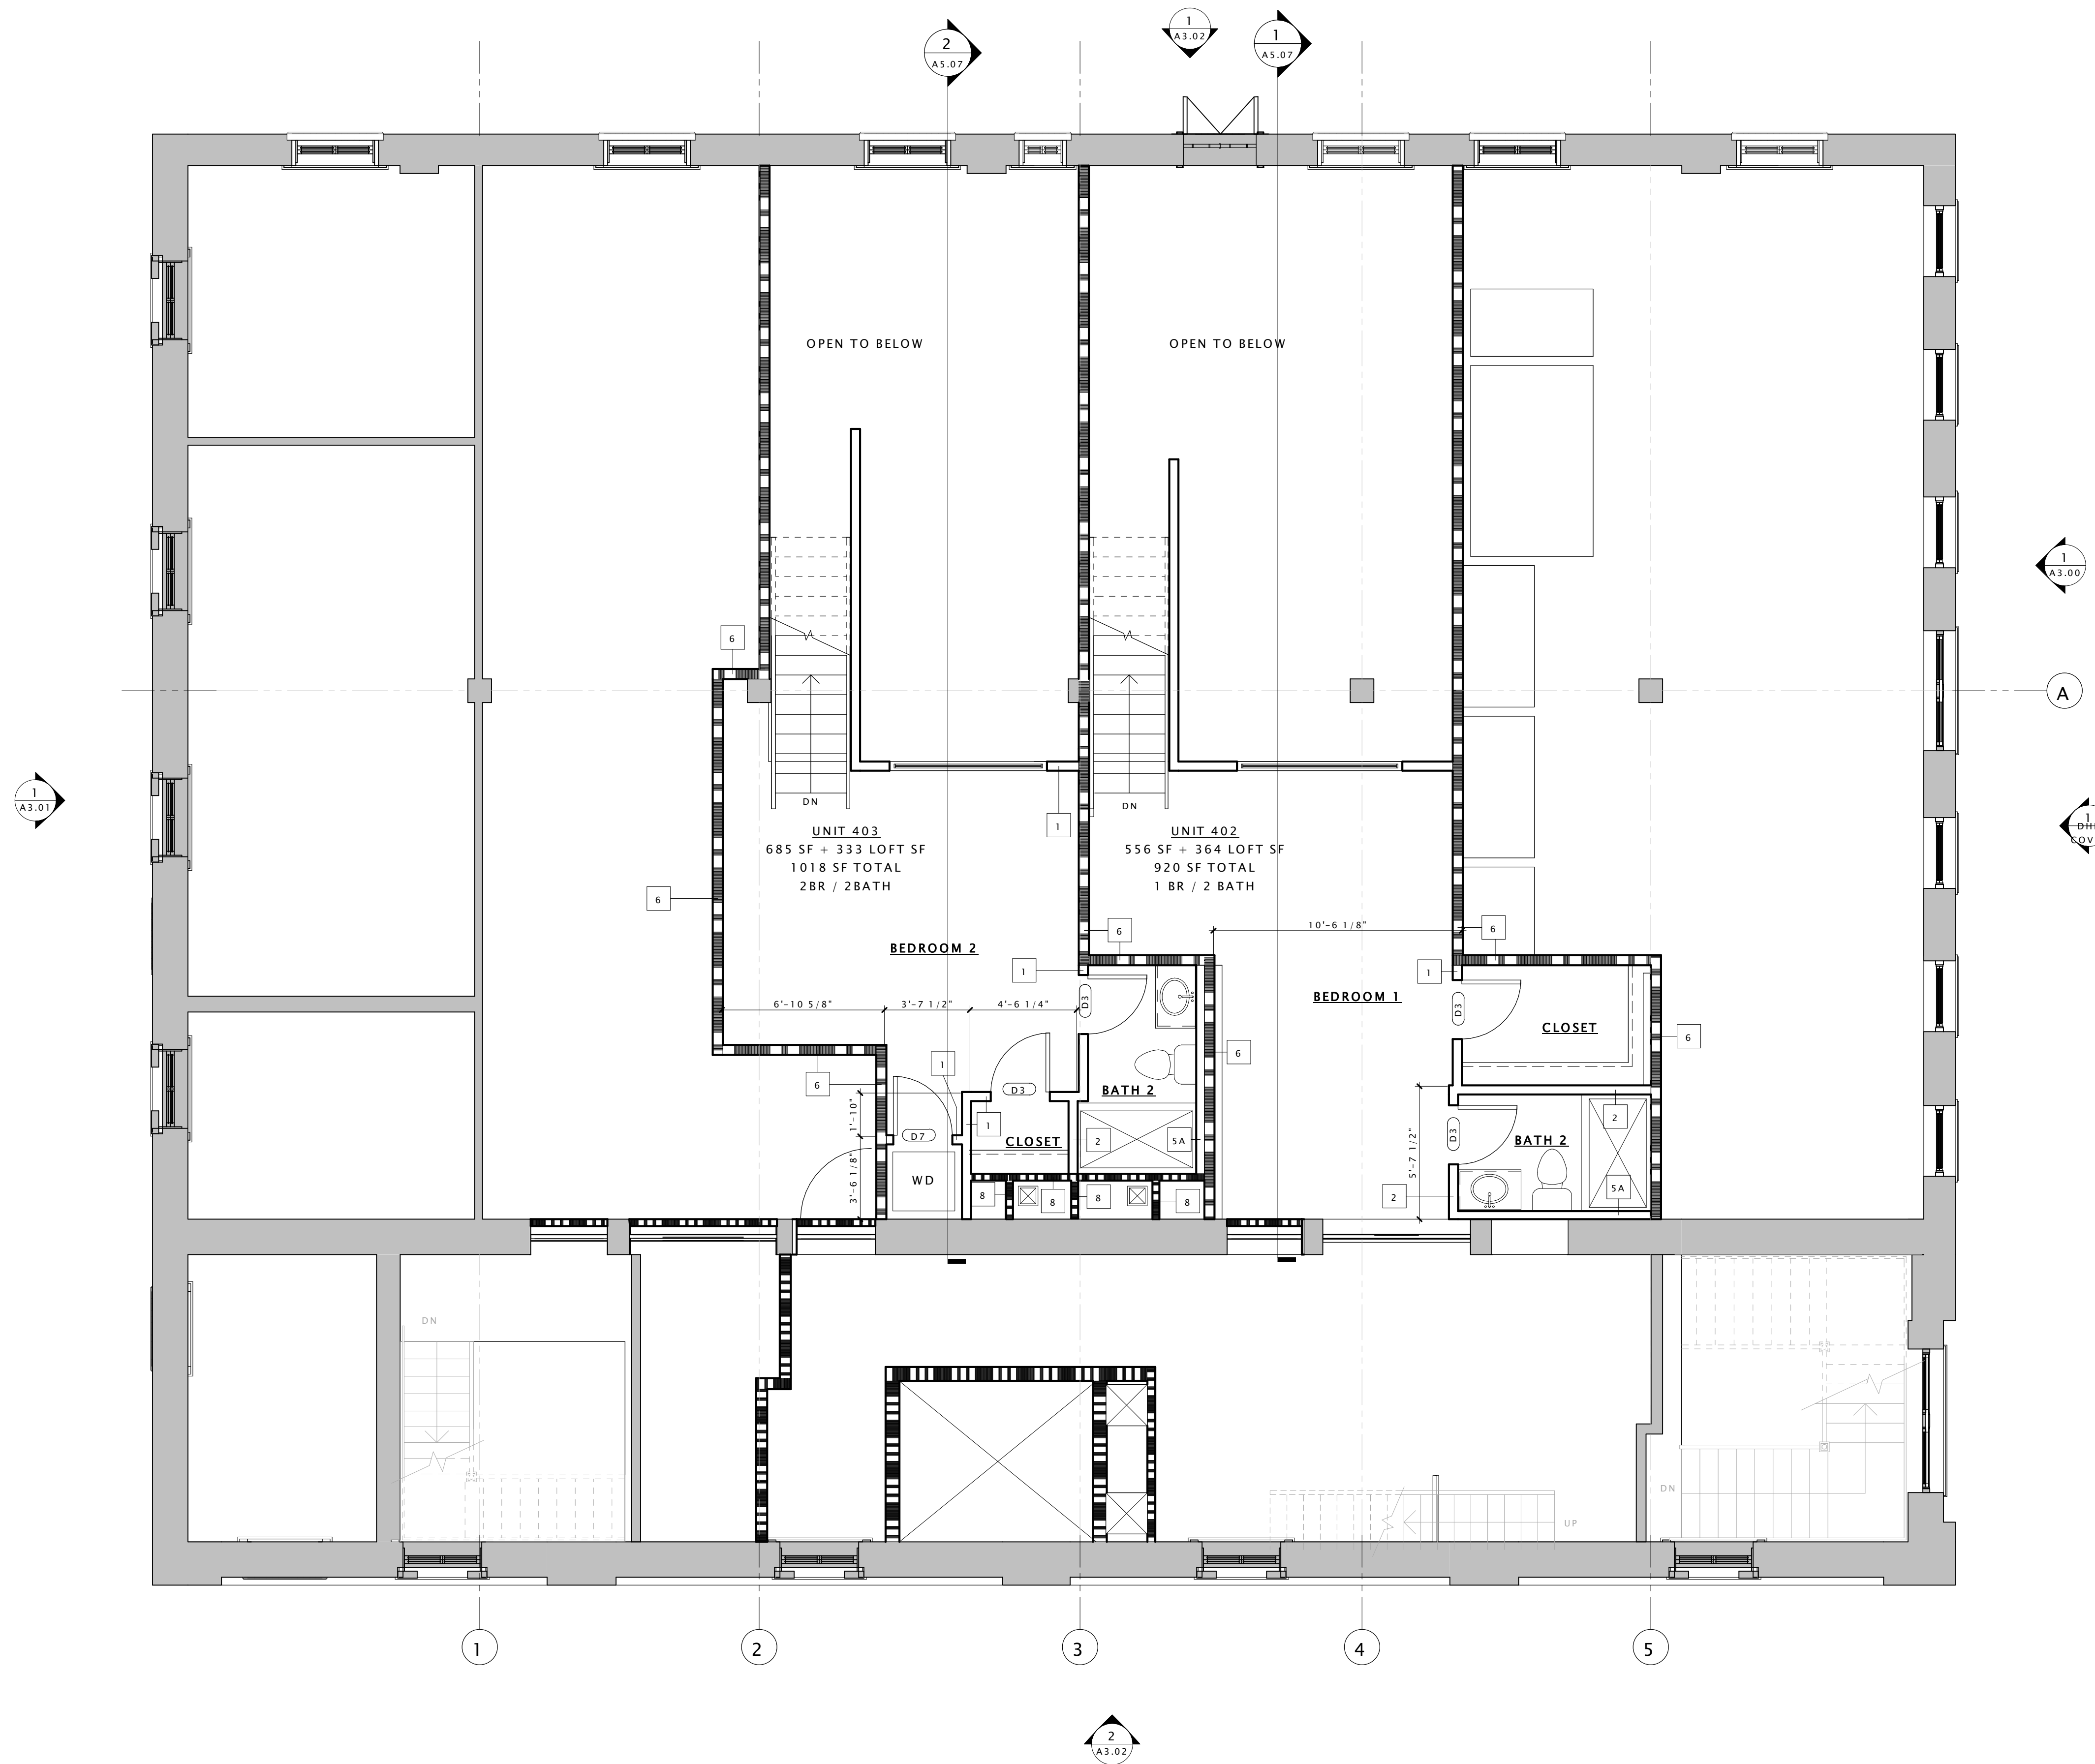 2
A5.07
1
A3.02
1
A5.07
OPEN TO BELOW
OPEN TO BELOW
1
A3.00
6
A
1
A3.01
DN
DN
1
1
UNIT 403
685 SF + 333 LOFT SF
1018 SF TOTAL
2BR / 2BATH
UNIT 402
556 SF + 364 LOFT SF
920 SF TOTAL
1 BR / 2 BATH
6
6
10'-6 1/8"
6
BEDROOM 2
1
1
BEDROOM 1
6'-10 5/8"
3'-7 1/2"
4'-6 1/4"
D3
D3
CLOSET
6
6
6
1
D3
BATH 2
1'-10"
1
D7
CLOSET
2
5A
5'-7 1/2"
D3
BATH 2
2
3'-6 1/8"
WD
8
8
8
8
2
5A
DN
DN
UP
1
2
3
4
5
2
A3.02